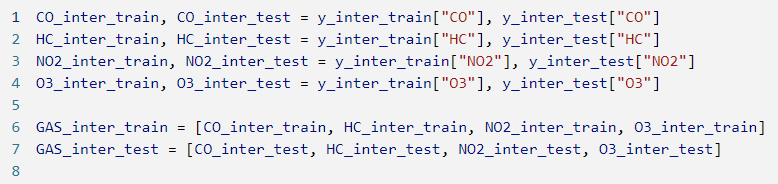 1 CO_inter_train, CO_inter_test = y_inter_train["CO"], y_inter_test["CO"]
2 HC_inter_train, HC_inter_test = y_inter_train["HC"], y_inter_test["HC"]
3 NO2_inter_train, NO2_inter_test = y_inter_train["NO2"], y_inter_test["NO2"]
4 O3_inter_train, O3_inter_test = y_inter_train["O3"], y_inter_test["O3"]
5
6 GAS_inter_train = [CO_inter_train, HC_inter_train, NO2_inter_train, O3_inter_train]
7 GAS_inter_test = [CO_inter_test, HC_inter_test, NO2_inter_test, O3_inter_test]
8